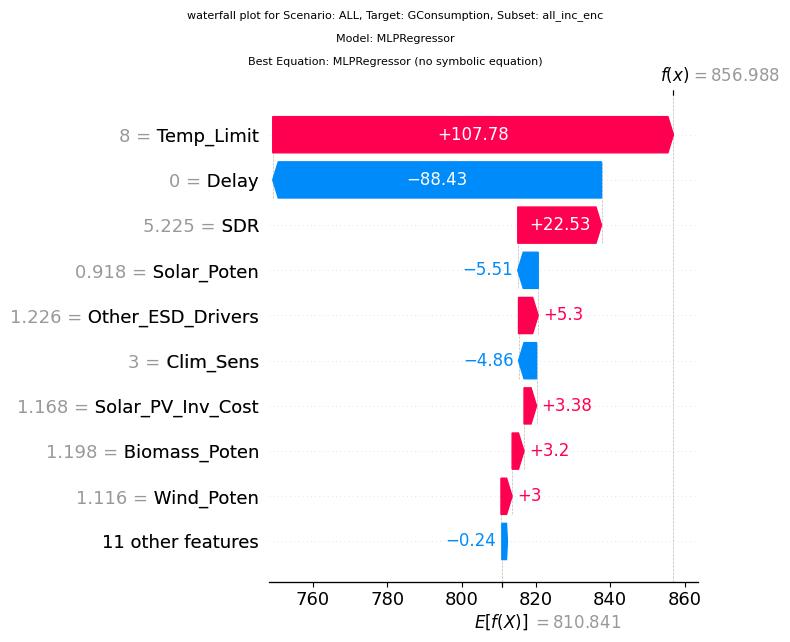 waterfall plot for Scenario: ALL, Target: GConsumption, Subset: all_inc_enc
Model: MLPRegressor
Best Equation: MLPRegressor (no symbolic equation)
f(x) = 856.988
8 = Temp_Limit +107.78
0 = Delay −88.43
5.225 = SDR +22.53
0.918 = Solar_Poten −5.51
1.226 = Other_ESD_Drivers +5.3
3 = Clim_Sens −4.86
1.168 = Solar_PV_Inv_Cost +3.38
1.198 = Biomass_Poten +3.2
1.116 = Wind_Poten +3
11 other features −0.24
760 780 800 820 840 860
E[f(X)] = 810.841